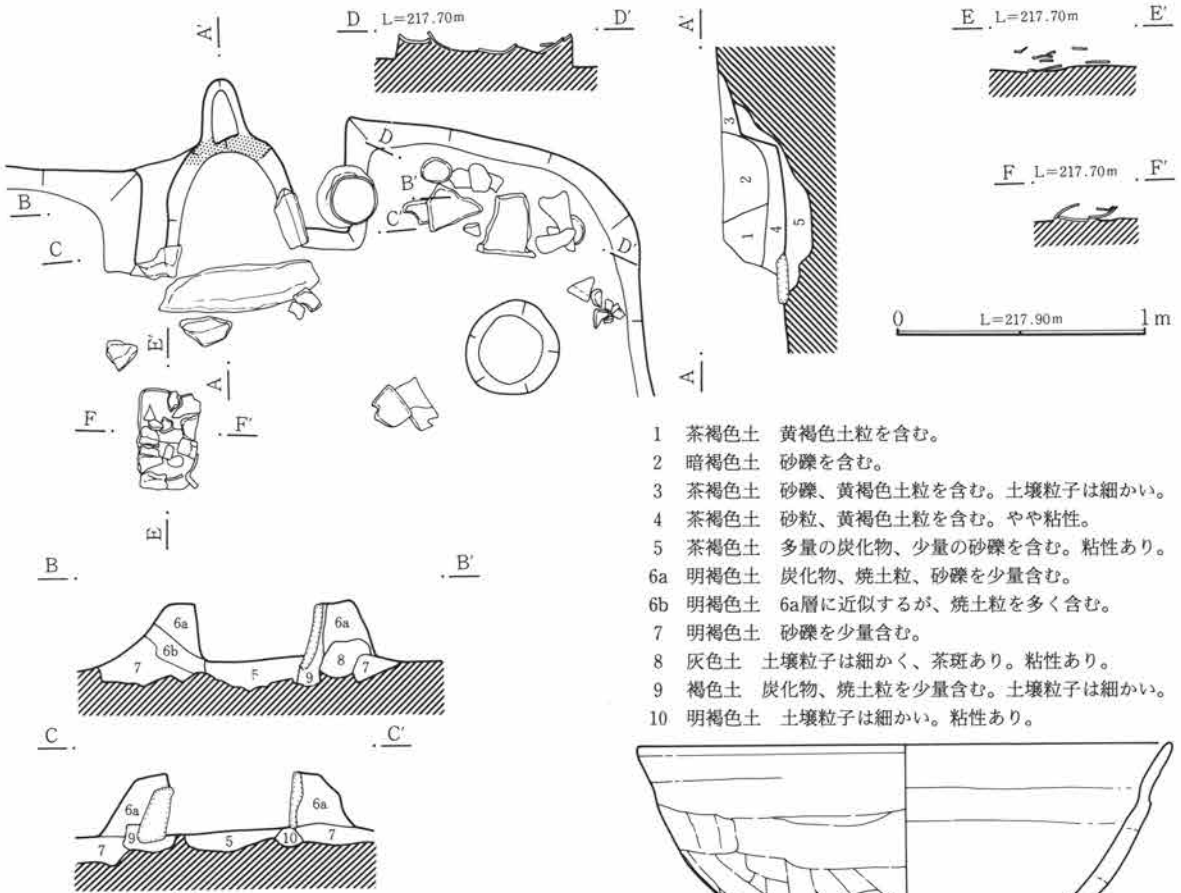 A'
D L=217.70m D'
A'
E L=217.70m E'
D
B'
B
C'
C
D'
3
2
1
4
5
F L=217.70m F'
0 L=217.90m 1m
E'
A
A
F F'
E
1 茶褐色土 黄褐色土粒を含む。
2 暗褐色土 砂礫を含む。
3 茶褐色土 砂礫、黄褐色土粒を含む。土壌粒子は細かい。
4 茶褐色土 砂粒、黄褐色土粒を含む。やや粘性。
5 茶褐色土 多量の炭化物、少量の砂礫を含む。粘性あり。
6a 明褐色土 炭化物、焼土粒、砂礫を少量含む。
6b 明褐色土 6a層に近似するが、焼土粒を多く含む。
7 明褐色土 砂礫を少量含む。
8 灰色土 土壌粒子は細かく、茶斑あり。粘性あり。
9 褐色土 炭化物、焼土粒を少量含む。土壌粒子は細かい。
10 明褐色土 土壌粒子は細かい。粘性あり。
B B'
6a 6a
6b
7 5 9 8 7
C C'
6a 6a
7 9 5 10 7